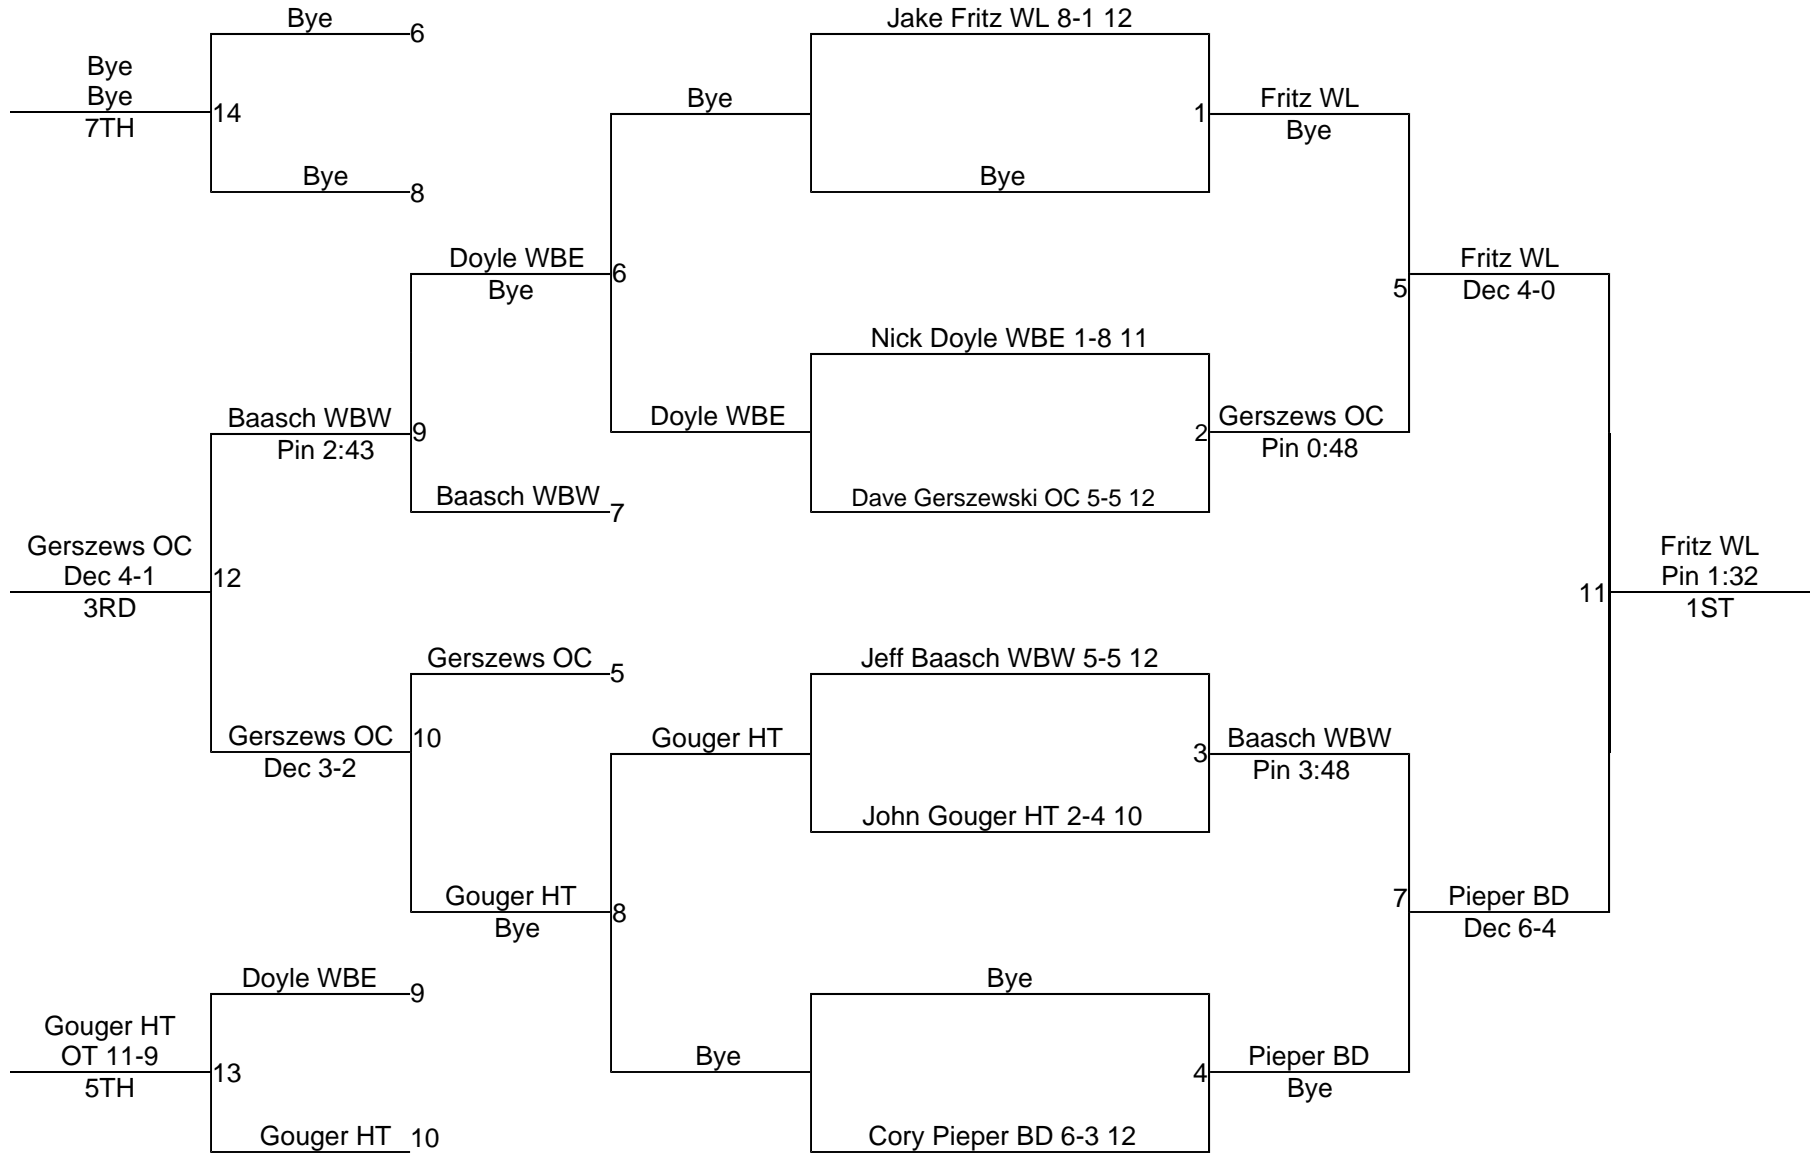 Bye
6
Bye
Bye
7TH
14
Bye
8
Jake Fritz WL 8-1 12
Bye
1
Fritz WL
Bye
Bye
Doyle WBE
Bye
6
Fritz WL
Dec 4-0
5
Nick Doyle WBE 1-8 11
Baasch WBW
Pin 2:43
9
Doyle WBE
2
Gerszews OC
Pin 0:48
Baasch WBW
7
Dave Gerszewski OC 5-5 12
Gerszews OC
Dec 4-1
3RD
12
11
Fritz WL
Pin 1:32
1ST
Gerszews OC
5
Jeff Baasch WBW 5-5 12
Gerszews OC
Dec 3-2
10
Gouger HT
3
Baasch WBW
Pin 3:48
John Gouger HT 2-4 10
Gouger HT
Bye
8
7
Pieper BD
Dec 6-4
Doyle WBE
9
Bye
Gouger HT
OT 11-9
5TH
13
Bye
4
Pieper BD
Bye
Gouger HT
10
Cory Pieper BD 6-3 12